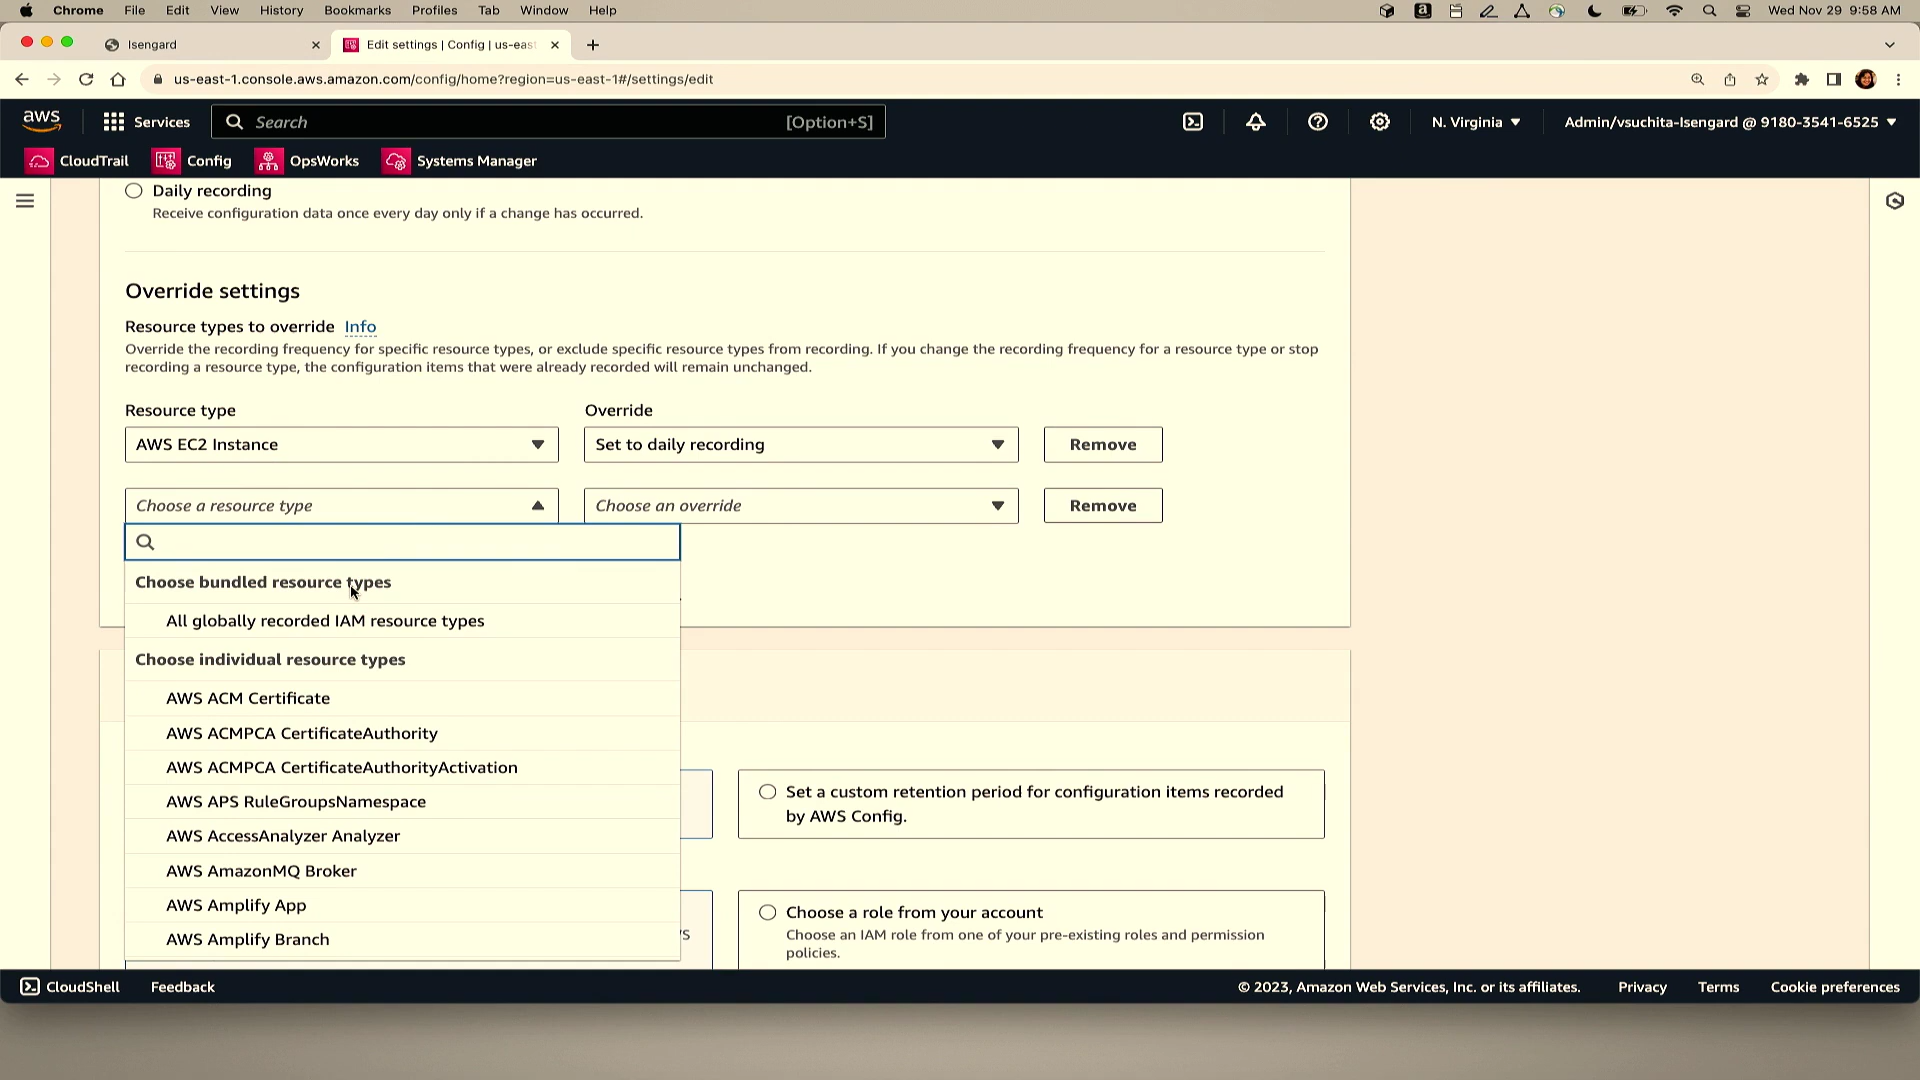 Chrome File Edit View History Bookmarks Profiles Tab Window Help Wed Nov 29 9:58 AM
Isengard Edit settings | Config | us-east
us-east-1.console.aws.amazon.com/config/home?region=us-east-1#/settings/edit
aws Services Search [Option+S] N. Virginia Admin/vsuchita-Isengard @ 9180-3541-6525
CloudTrail Config OpsWorks Systems Manager
Daily recording
Receive configuration data once every day only if a change has occurred.
Override settings
Resource types to override Info
Override the recording frequency for specific resource types, or exclude specific resource types from recording. If you change the recording frequency for a resource type or stop
recording a resource type, the configuration items that were already recorded will remain unchanged.
Resource type Override
AWS EC2 Instance Set to daily recording Remove
Choose a resource type Choose an override Remove
Choose bundled resource types
All globally recorded IAM resource types
Choose individual resource types
AWS ACM Certificate
AWS ACMPCA CertificateAuthority
AWS ACMPCA CertificateAuthorityActivation
AWS APS RuleGroupsNamespace
AWS AccessAnalyzer Analyzer
AWS AmazonMQ Broker
AWS Amplify App
AWS Amplify Branch
Set a custom retention period for configuration items recorded
by AWS Config.
Choose a role from your account
Choose an IAM role from one of your pre-existing roles and permission
policies.
CloudShell Feedback © 2023, Amazon Web Services, Inc. or its affiliates. Privacy Terms Cookie preferences